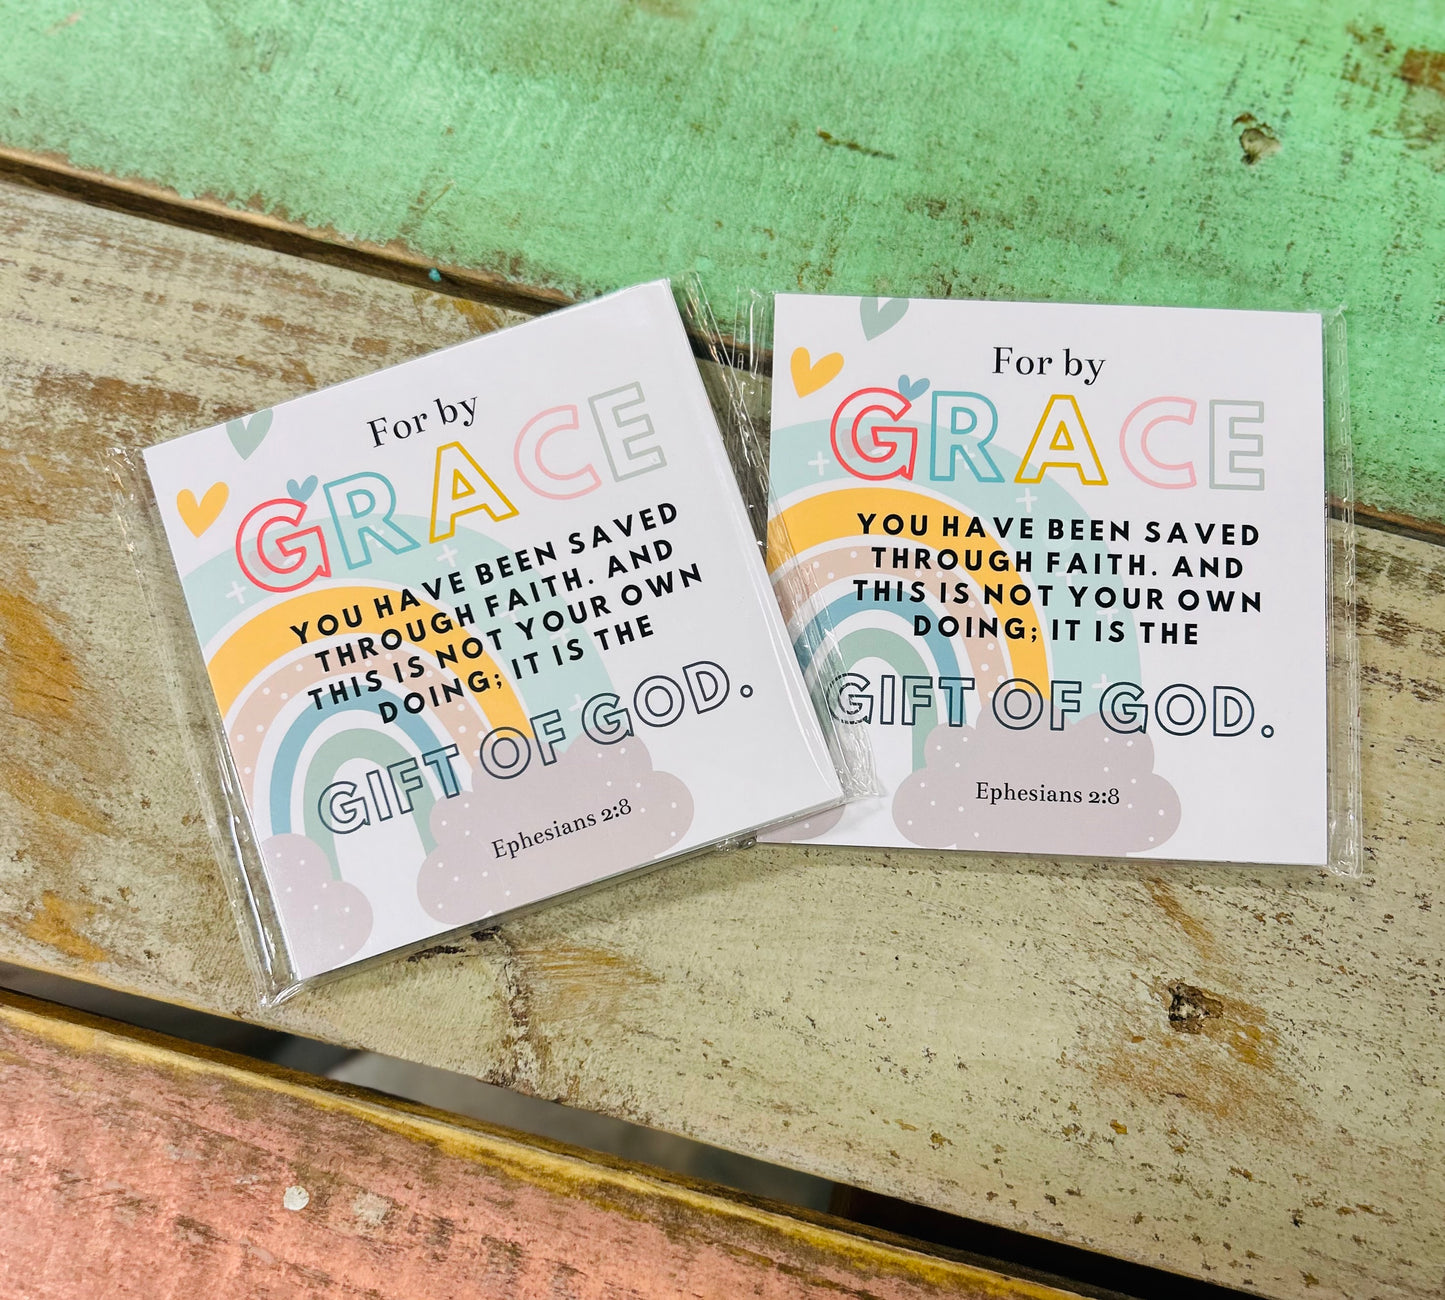 For by
GRACE
YOU HAVE BEEN SAVED
THROUGH FAITH. AND
THIS IS NOT YOUR OWN
DOING; IT IS THE
GIFT OF GOD.
Ephesians 2:8
For by
GRACE
YOU HAVE BEEN SAVED
THROUGH FAITH. AND
THIS IS NOT YOUR OWN
DOING; IT IS THE
GIFT OF GOD.
Ephesians 2:8